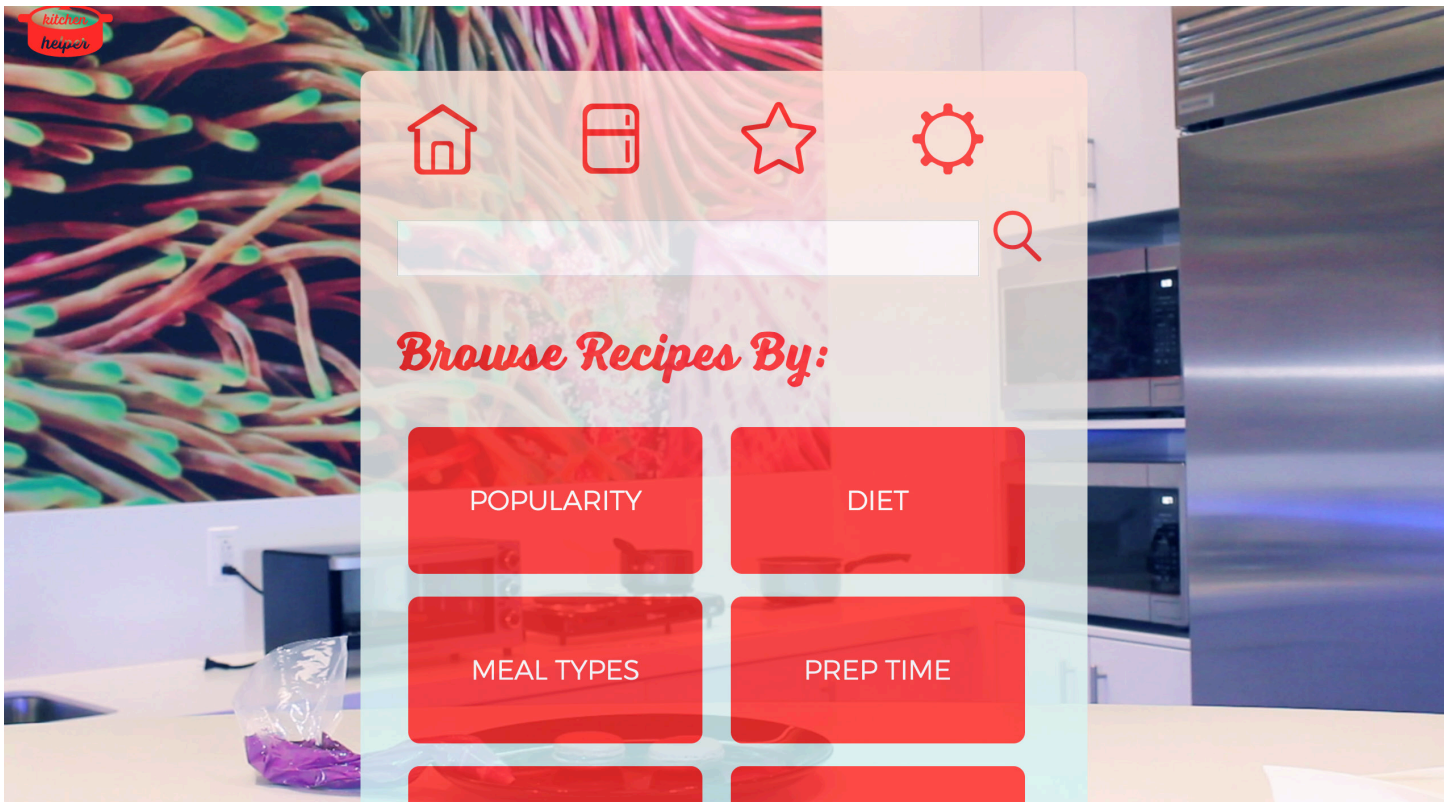 kitchen
helper
Browse Recipes By:
POPULARITY
DIET
MEAL TYPES
PREP TIME